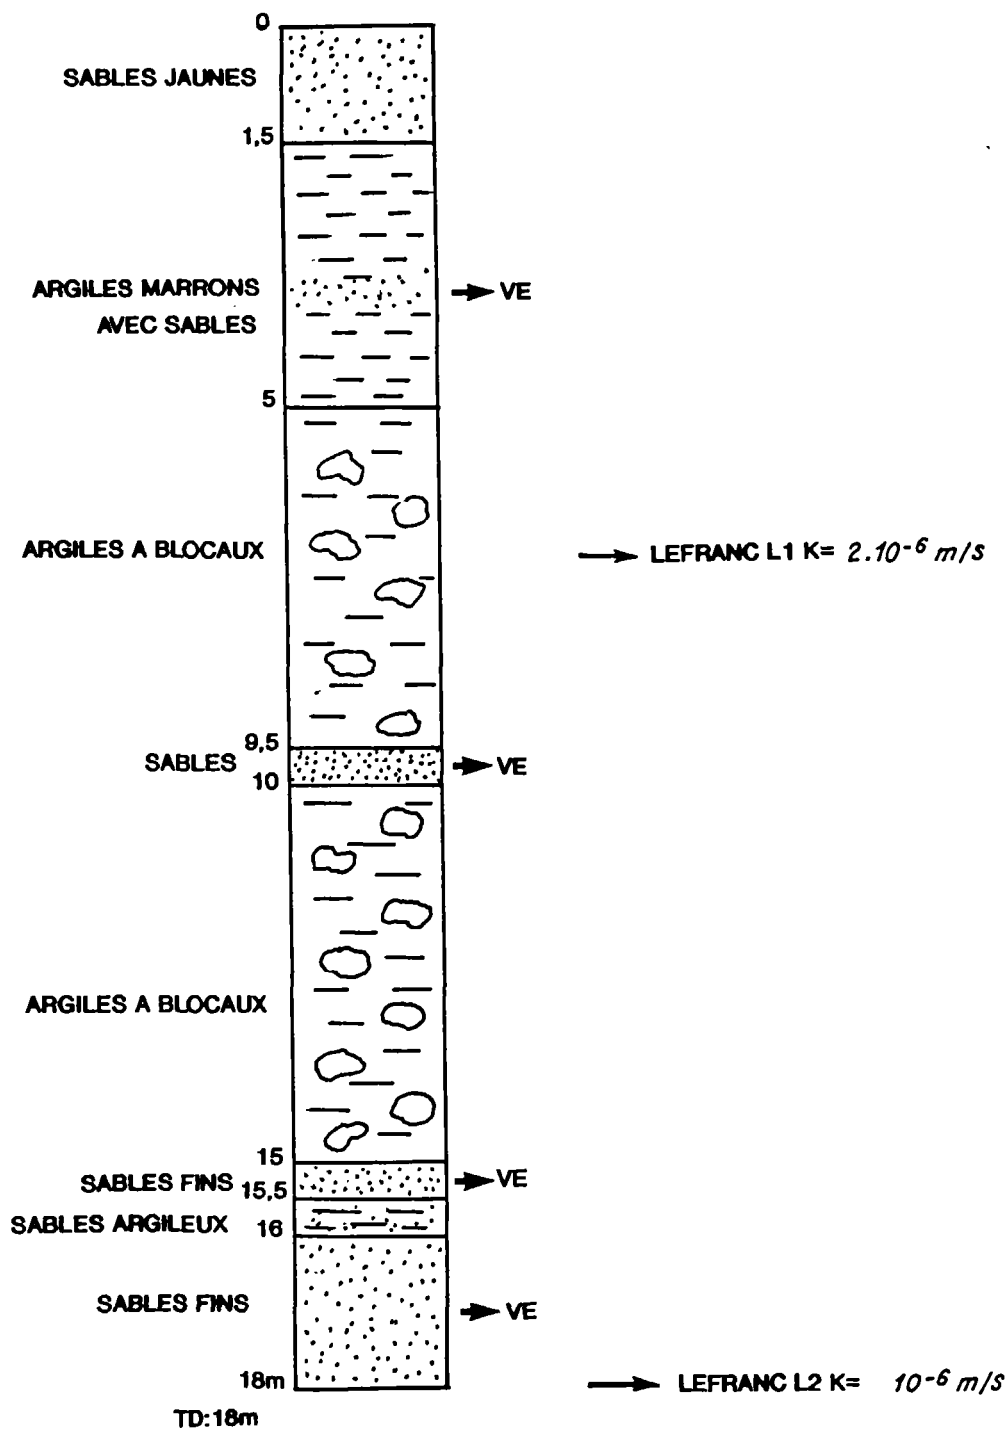 0
SABLES JAUNES
1,5
ARGILES MARRONS
AVEC SABLES
VE
5
ARGILES A BLOCAUX
LEFRANC L1 K= 2.10-6 m/s
9,5
SABLES
VE
10
ARGILES A BLOCAUX
15
SABLES FINS
VE
15,5
SABLES ARGILEUX
16
SABLES FINS
VE
18m
LEFRANC L2 K= 10-6 m/s
TD:18m